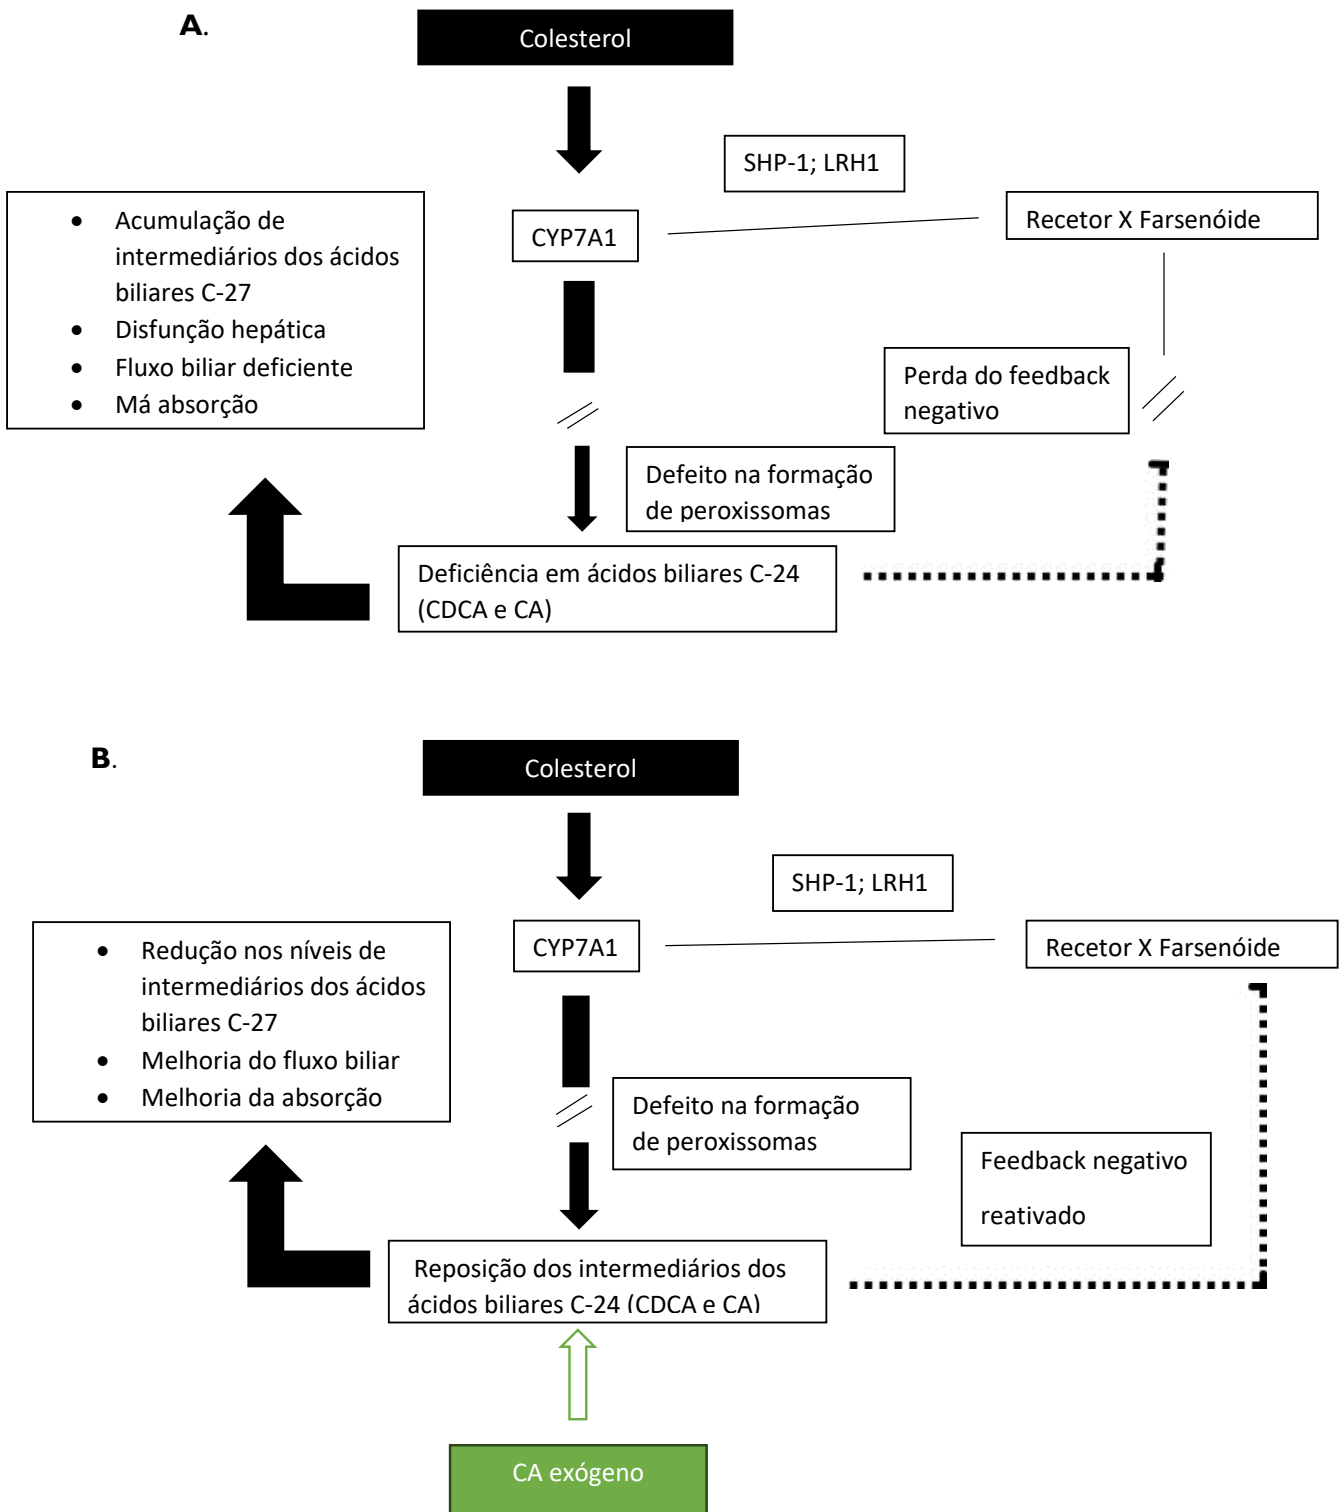 A.
Colesterol
SHP-1; LRH1
• Acumulação de
intermediários dos ácidos
biliares C-27
• Disfunção hepática
• Fluxo biliar deficiente
• Má absorção
CYP7A1
Recetor X Farsenóide
Perda do feedback
negativo
Defeito na formação
de peroxissomas
Deficiência em ácidos biliares C-24
(CDCA e CA)
B.
Colesterol
SHP-1; LRH1
• Redução nos níveis de
intermediários dos ácidos
biliares C-27
• Melhoria do fluxo biliar
• Melhoria da absorção
CYP7A1
Recetor X Farsenóide
Defeito na formação
de peroxissomas
Feedback negativo
reativado
Reposição dos intermediários dos
ácidos biliares C-24 (CDCA e CA)
CA exógeno